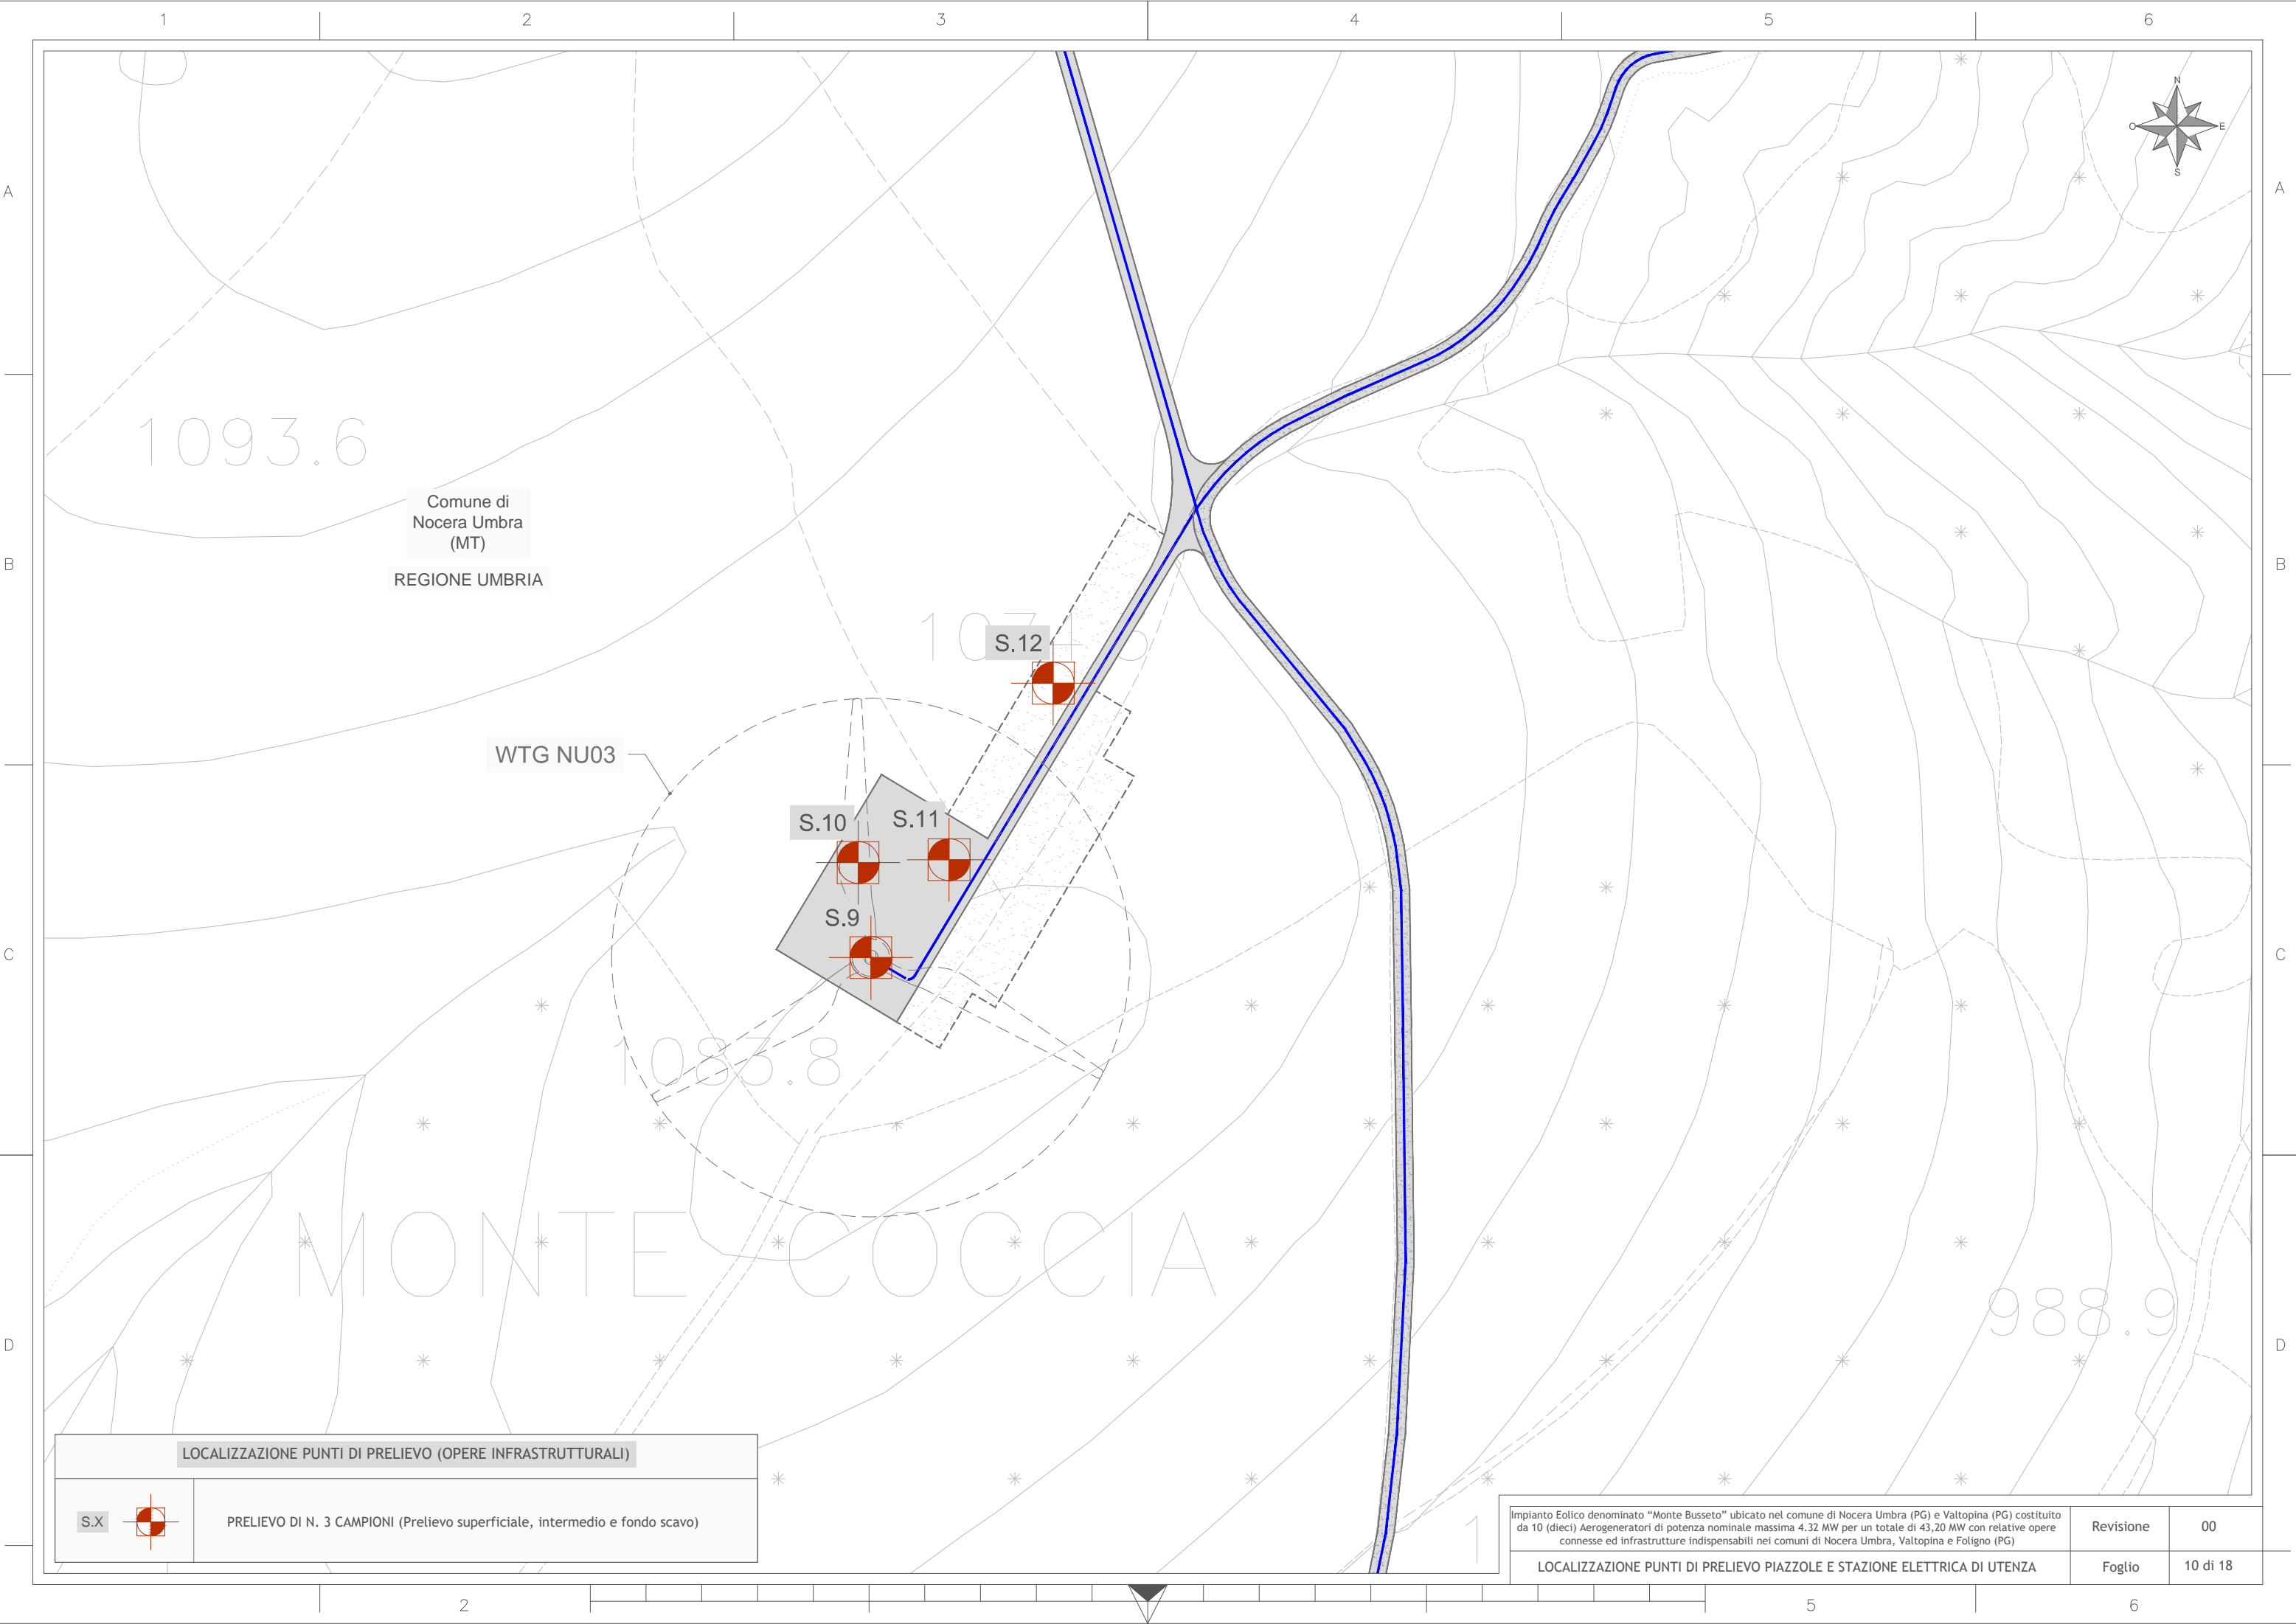 1 2 3 4 5 6
N
O E
S
A A
1093.6
Comune di
Nocera Umbra
(MT)
REGIONE UMBRIA
B B
S.12
WTG NU03
S.10
S.11
S.9
C C
1083.8
MONTE COCCIA
988.9
D D
LOCALIZZAZIONE PUNTI DI PRELIEVO (OPERE INFRASTRUTTURALI)
S.X
PRELIEVO DI N. 3 CAMPIONI (Prelievo superficiale, intermedio e fondo scavo)
1
Impianto Eolico denominato “Monte Busseto” ubicato nel comune di Nocera Umbra (PG) e Valtopina (PG) costituito
da 10 (dieci) Aerogeneratori di potenza nominale massima 4.32 MW per un totale di 43,20 MW con relative opere
connesse ed infrastrutture indispensabili nei comuni di Nocera Umbra, Valtopina e Foligno (PG)
Revisione 00
LOCALIZZAZIONE PUNTI DI PRELIEVO PIAZZOLE E STAZIONE ELETTRICA DI UTENZA
Foglio 10 di 18
2 5 6